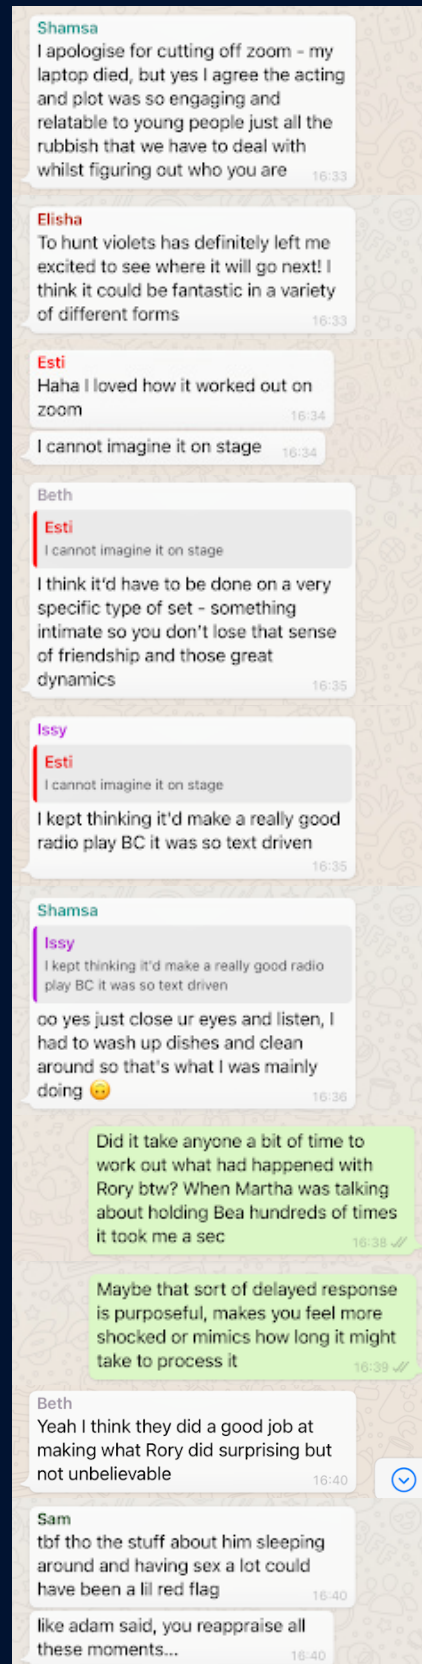 Shamsa
I apologise for cutting off zoom - my
laptop died, but yes I agree the acting
and plot was so engaging and
relatable to young people just all the
rubbish that we have to deal with
whilst figuring out who you are 16:33
Elisha
To hunt violets has definitely left me
excited to see where it will go next! I
think it could be fantastic in a variety
of different forms 16:33
Esti
Haha I loved how it worked out on
zoom 16:34
I cannot imagine it on stage 16:34
Beth
Esti
I cannot imagine it on stage
I think it'd have to be done on a very
specific type of set - something
intimate so you don't lose that sense
of friendship and those great
dynamics 16:35
Issy
Esti
I cannot imagine it on stage
I kept thinking it'd make a really good
radio play BC it was so text driven
16:35
Shamsa
Issy
I kept thinking it'd make a really good radio
play BC it was so text driven
oo yes just close ur eyes and listen, I
had to wash up dishes and clean
around so that's what I was mainly
doing 🙃 16:36
Did it take anyone a bit of time to
work out what had happened with
Rory btw? When Martha was talking
about holding Bea hundreds of times
it took me a sec 16:38
Maybe that sort of delayed response
is purposeful, makes you feel more
shocked or mimics how long it might
take to process it 16:39
Beth
Yeah I think they did a good job at
making what Rory did surprising but
not unbelievable 16:40
Sam
tbf tho the stuff about him sleeping
around and having sex a lot could
have been a lil red flag 16:40
like adam said, you reappraise all
these moments... 16:40